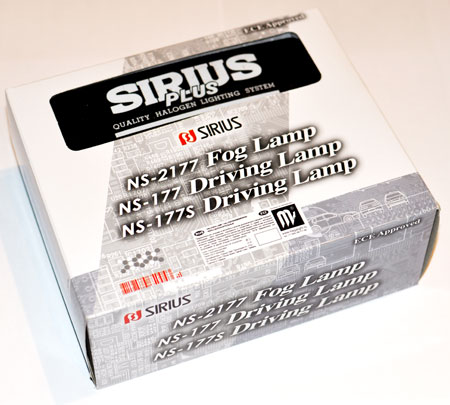 ECE Approved
SIRIUS
PLUS
QUALITY HALOGEN LIGHTING SYSTEM
SIRIUS
NS-2177 Fog Lamp
NS-177 Driving Lamp
NS-177S Driving Lamp
ECE Approved
SIRIUS
NS-2177 Fog Lamp
NS-177 Driving Lamp
NS-177S Driving Lamp